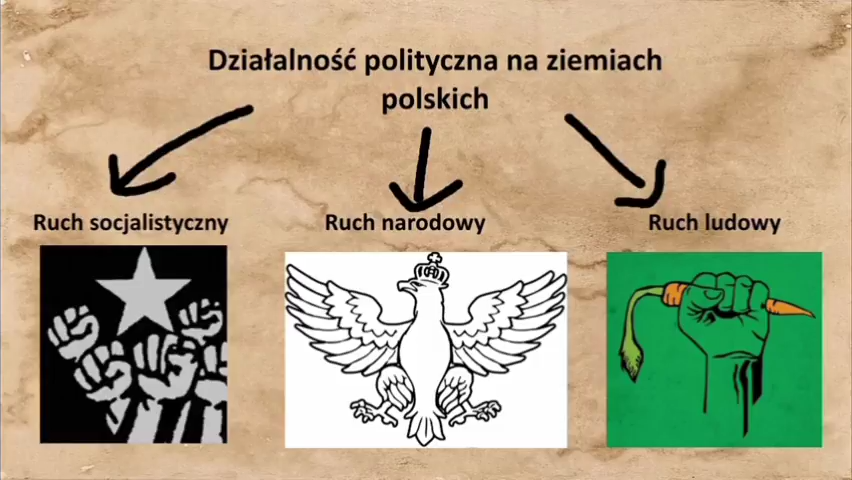 Działalność polityczna na ziemiach
polskich
Ruch socjalistyczny
Ruch narodowy
Ruch ludowy